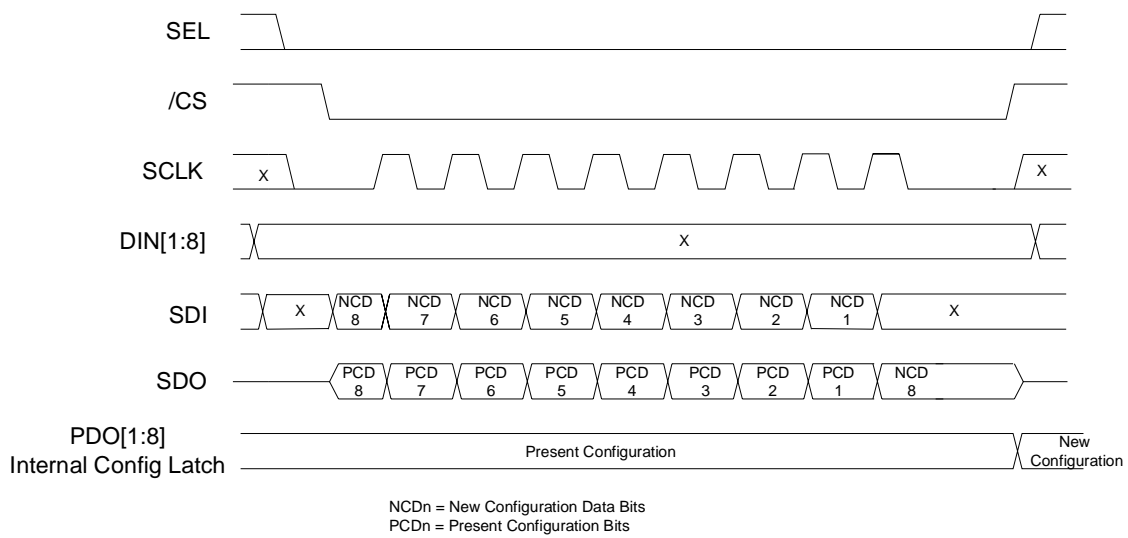 SEL
/CS
SCLK
X
X
DIN[1:8]
X
SDI
X
NCD
8
NCD
7
NCD
6
NCD
5
NCD
4
NCD
3
NCD
2
NCD
1
X
SDO
PCD
8
PCD
7
PCD
6
PCD
5
PCD
4
PCD
3
PCD
2
PCD
1
NCD
8
PDO[1:8]
Internal Config Latch
Present Configuration
New
Configuration
NCDn = New Configuration Data Bits
PCDn = Present Configuration Bits